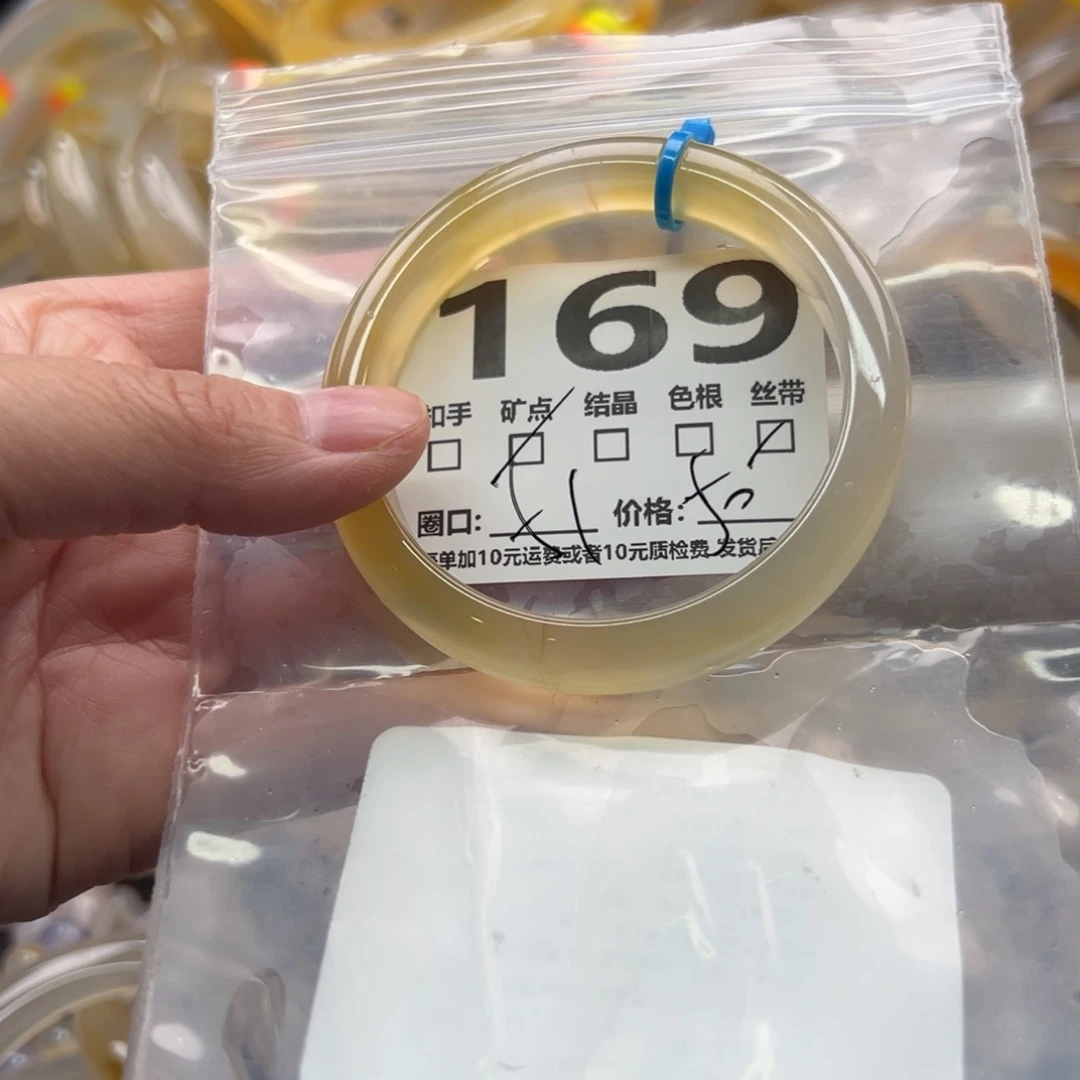 169
扣手 矿点 结晶 色根 丝带
圈口: 价格:
单加10元运费或者10元质检费 发货后